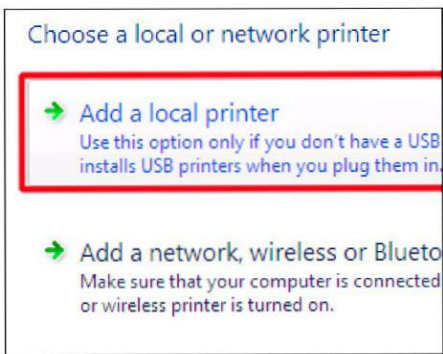 Choose a local or network printer
Add a local printer
Use this option only if you don't have a USB
installs USB printers when you plug them in.
Add a network, wireless or Blueto
Make sure that your computer is connected
or wireless printer is turned on.